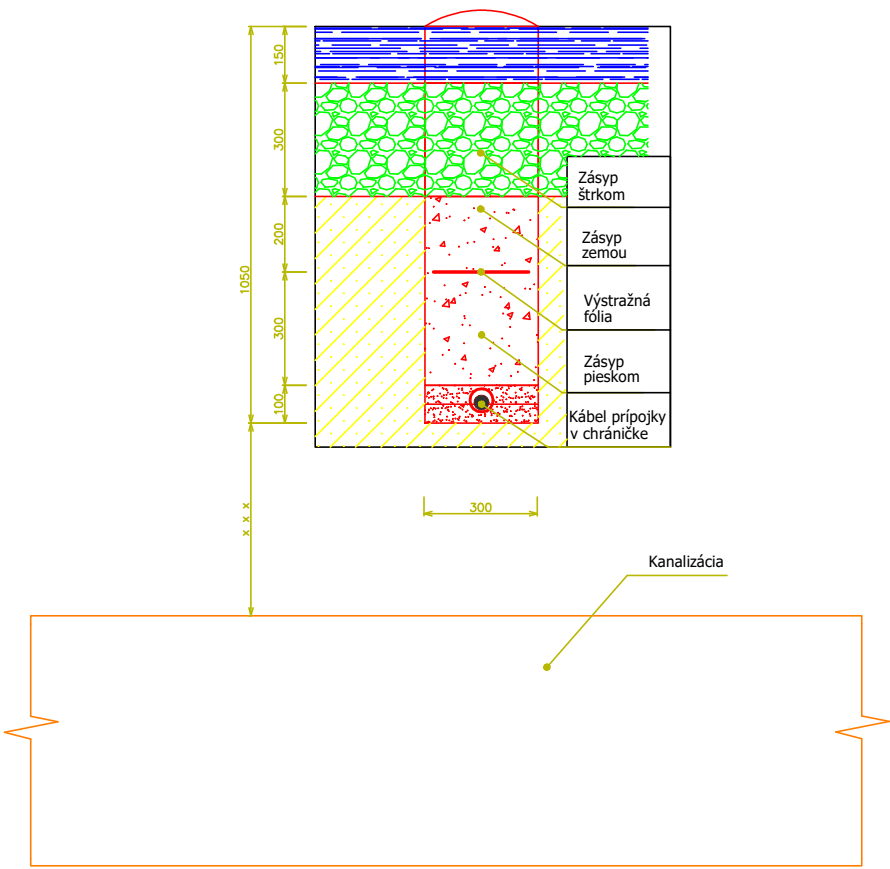 150
300
Zásyp
štrkom
200
Zásyp
zemou
1050
Výstražná
fólia
300
Zásyp
pieskom
100
Kábel prípojky
v chráničke
300
x x x
Kanalizácia